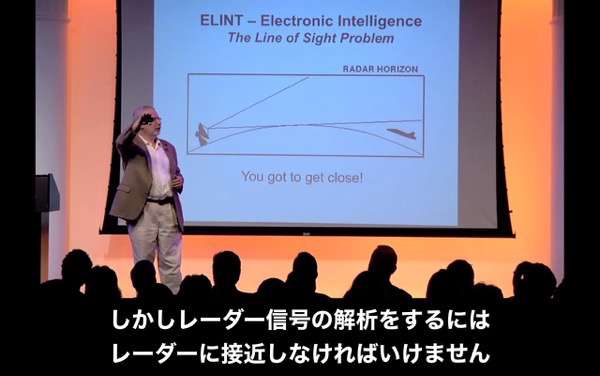 ELINT – Electronic Intelligence
The Line of Sight Problem
RADAR HORIZON
You got to get close!
しかしレーダー信号の解析をするには
レーダーに接近しなければいけません